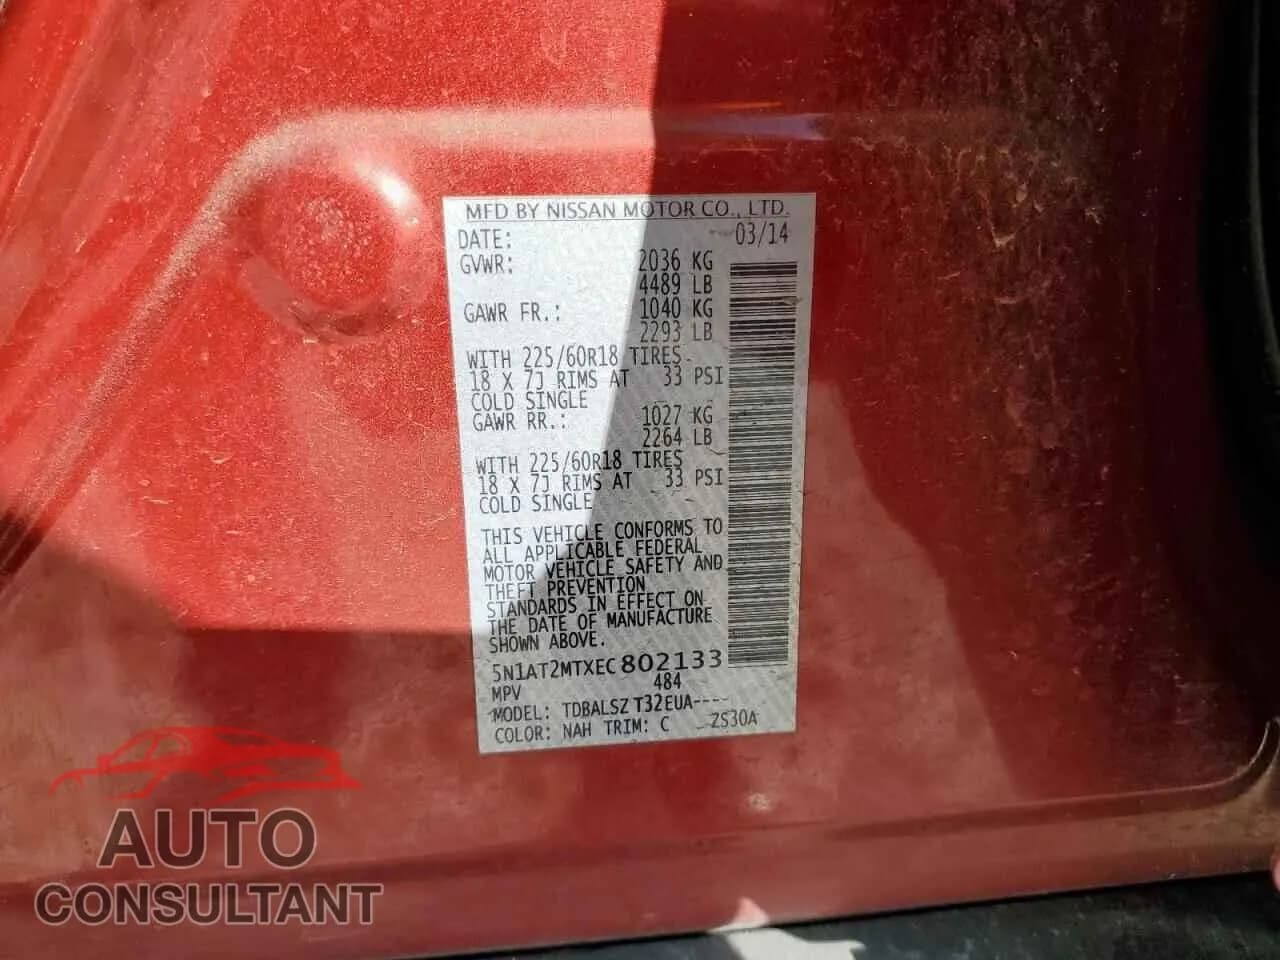 MFD BY NISSAN MOTOR CO., LTD.
DATE: 03/14
GVWR: 2036 KG
4489 LB
GAWR FR.: 1040 KG
2293 LB
WITH 225/60R18 TIRES
18 X 7J RIMS AT 33 PSI
COLD SINGLE
GAWR RR.: 1027 KG
2264 LB
WITH 225/60R18 TIRES
18 X 7J RIMS AT 33 PSI
COLD SINGLE
THIS VEHICLE CONFORMS TO
ALL APPLICABLE FEDERAL
MOTOR VEHICLE SAFETY AND
THEFT PREVENTION
STANDARDS IN EFFECT ON
THE DATE OF MANUFACTURE
SHOWN ABOVE.
5N1AT2MTXEC802133
MPV 484
MODEL: TDBALSZ T32EUA----
COLOR: NAH TRIM: C ZS30A
AUTO
CONSULTANT